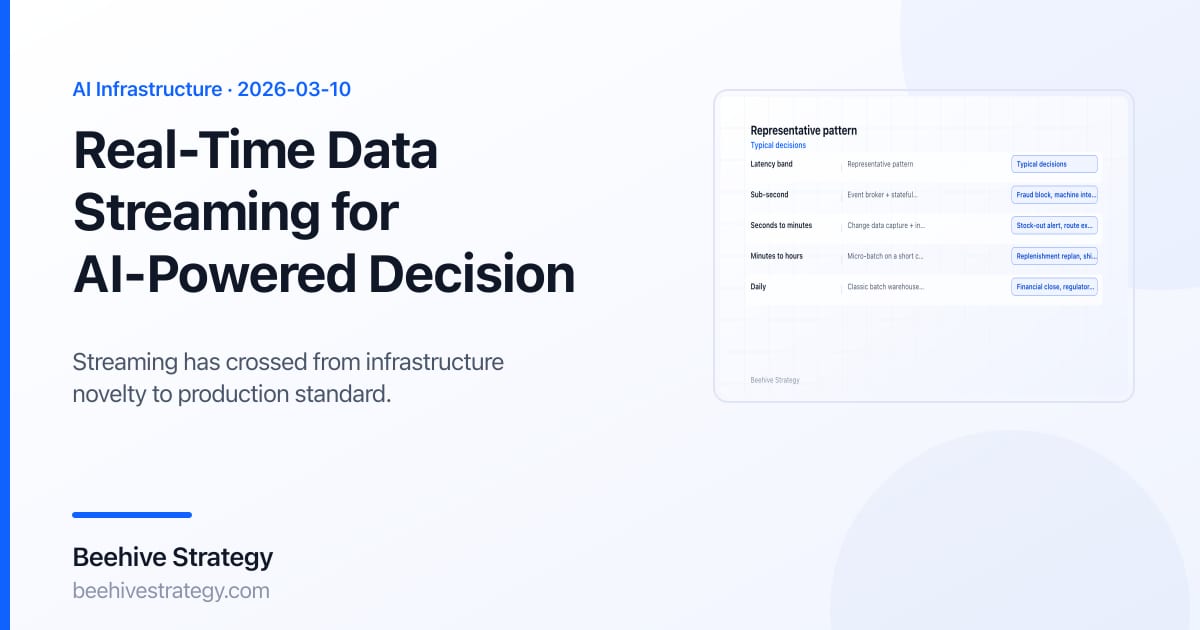 AI Infrastructure · 2026-03-10
Real-Time Data
Streaming for
AI-Powered Decision
Streaming has crossed from infrastructure
novelty to production standard.
Beehive Strategy
beehivestrategy.com
Representative pattern
Typical decisions
Latency band Representative pattern Typical decisions
Sub-second Event broker + stateful... Fraud block, machine inte...
Seconds to minutes Change data capture + in... Stock-out alert, route ex...
Minutes to hours Micro-batch on a short c... Replenishment replan, shi...
Daily Classic batch warehouse... Financial close, regulator...
Beehive Strategy